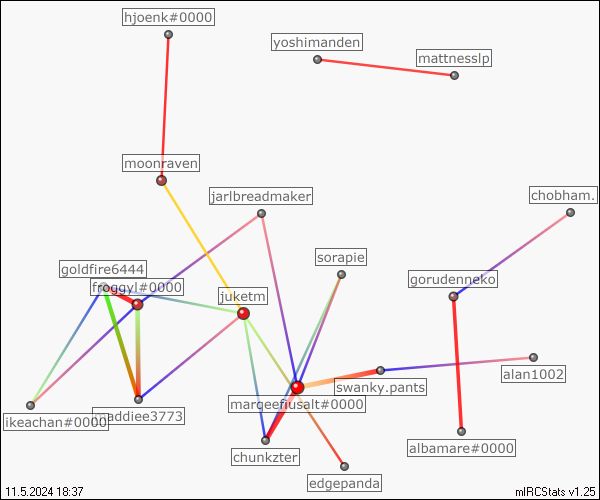 hjoenk#0000
yoshimanden
mattnesslp
moonraven
jarlbreadmaker
chobham.
sorapie
goldfire6444
froggyl#0000
gorudenneko
juketm
alan1002
swanky.pants
margeefiusalt#0000
ikeachan#0000
addiee3773
albamare#0000
chunkzter
edgepanda
11.5.2024 18:37
mIRCStats v1.25